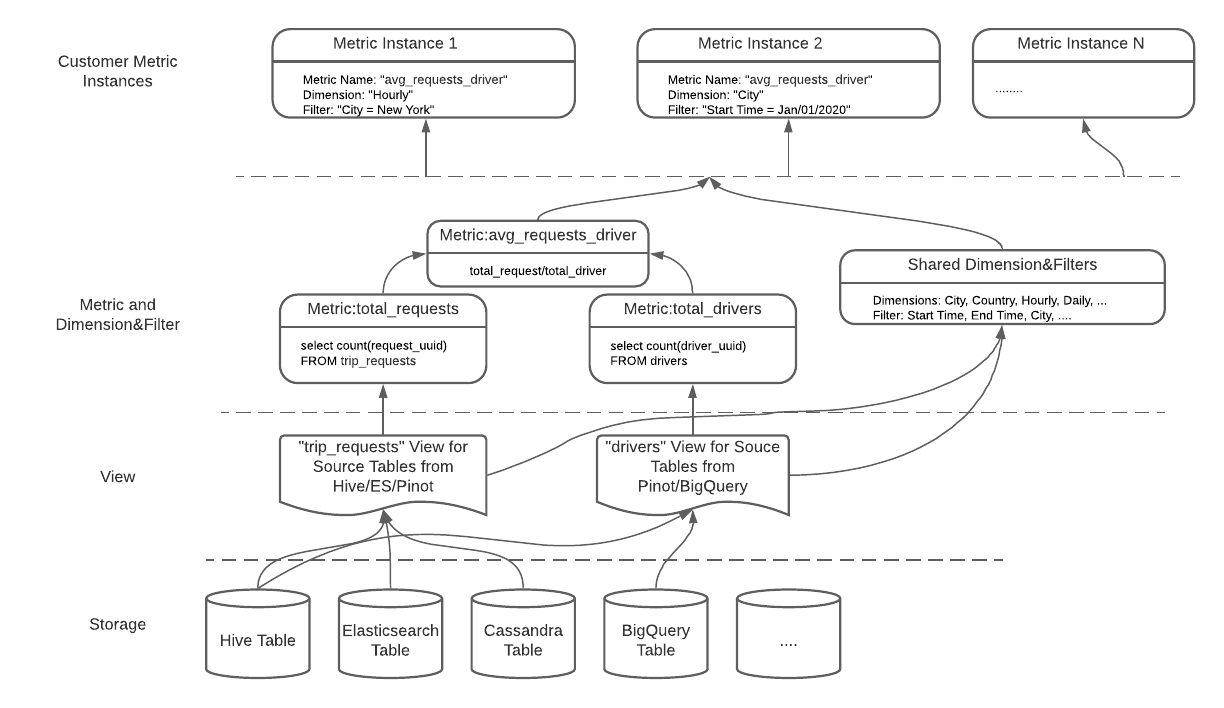 Customer Metric
Instances
Metric Instance 1
Metric Name: "avg_requests_driver"
Dimension: "Hourly"
Filter: "City = New York"
Metric Instance 2
Metric Name: "avg_requests_driver"
Dimension: "City"
Filter: "Start Time = Jan/01/2020"
Metric Instance N
........
Metric and
Dimension&Filter
Metric:avg_requests_driver
total_request/total_driver
Metric:total_requests
select count(request_uuid)
FROM trip_requests
Metric:total_drivers
select count(driver_uuid)
FROM drivers
Shared Dimension&Filters
Dimensions: City, Country, Hourly, Daily, ...
Filter: Start Time, End Time, City, ....
View
"trip_requests" View for
Source Tables from
Hive/ES/Pinot
"drivers" View for Souce
Tables from
Pinot/BigQuery
Storage
Hive Table
Elasticsearch
Table
Cassandra
Table
BigQuery
Table
....